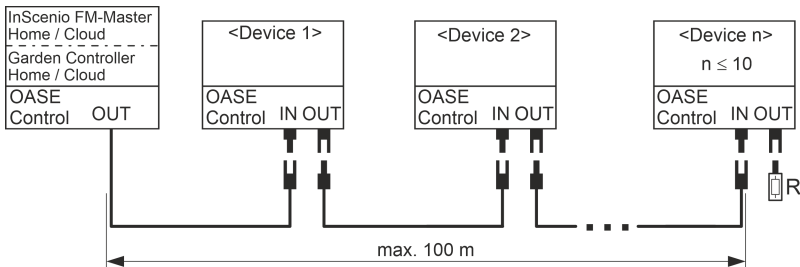 InScenio FM-Master
Home / Cloud
Garden Controller
Home / Cloud
OASE
Control OUT
<Device 1>
OASE
Control IN OUT
<Device 2>
OASE
Control IN OUT
<Device n>
n ≤ 10
OASE
Control IN OUT
R
max. 100 m